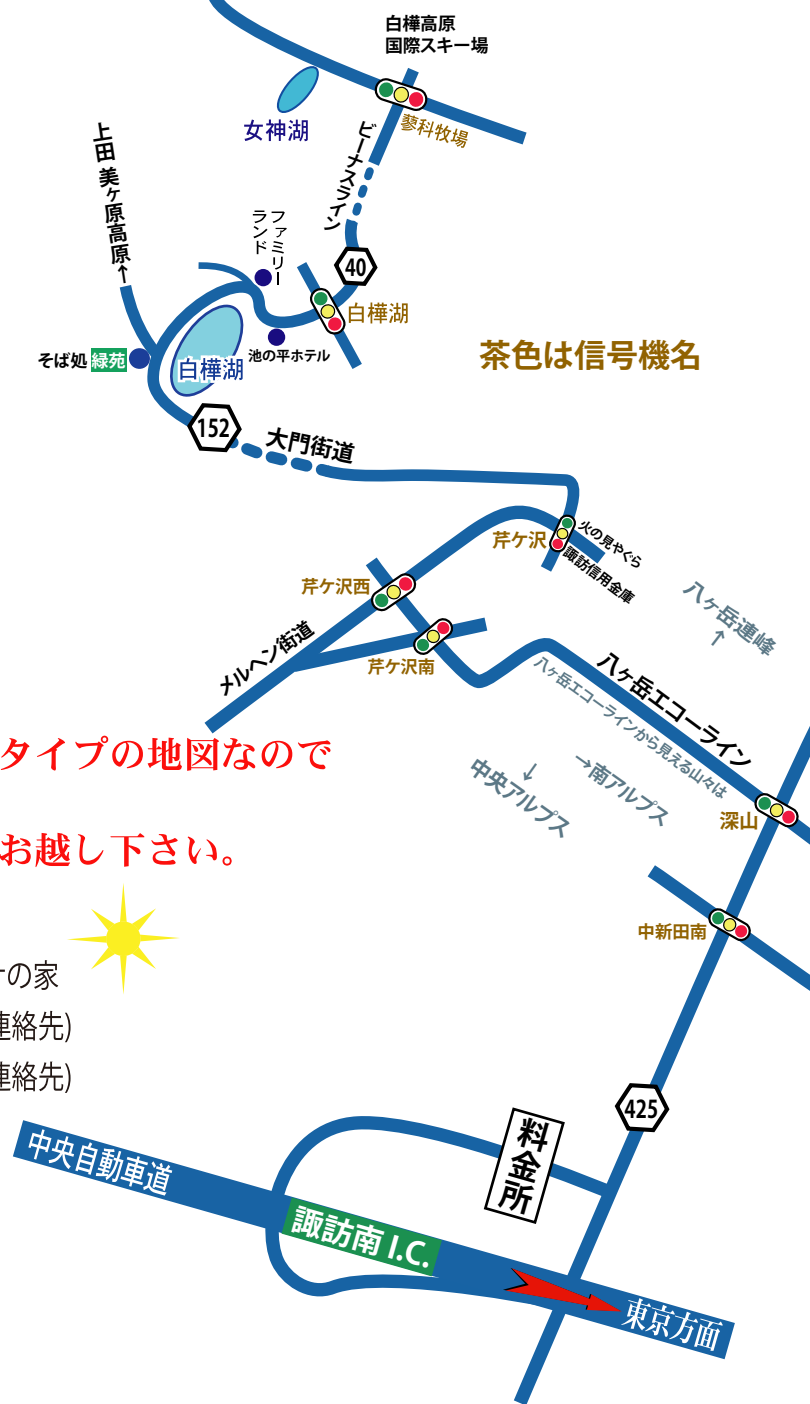 白樺高原
国際スキー場
女神湖
蓼科牧場
上田 美ヶ原高原↑
ビーナスライン
ファミリー
ランド
40
白樺湖
そば処 緑苑
白樺湖
池の平ホテル
茶色は信号機名
152
大門街道
芹ケ沢
火の見やぐら
諏訪信用金庫
芹ケ沢西
八ヶ岳連峰
↑
メルヘン街道
芹ケ沢南
八ヶ岳エコーライン
八ヶ岳エコーラインから見える山々は
タイプの地図なので
→南アルプス
↓
中央アルプス
深山
お越し下さい。
中新田南
の家
連絡先)
連絡先)
425
料金所
中央自動車道
諏訪南 I.C.
東京方面